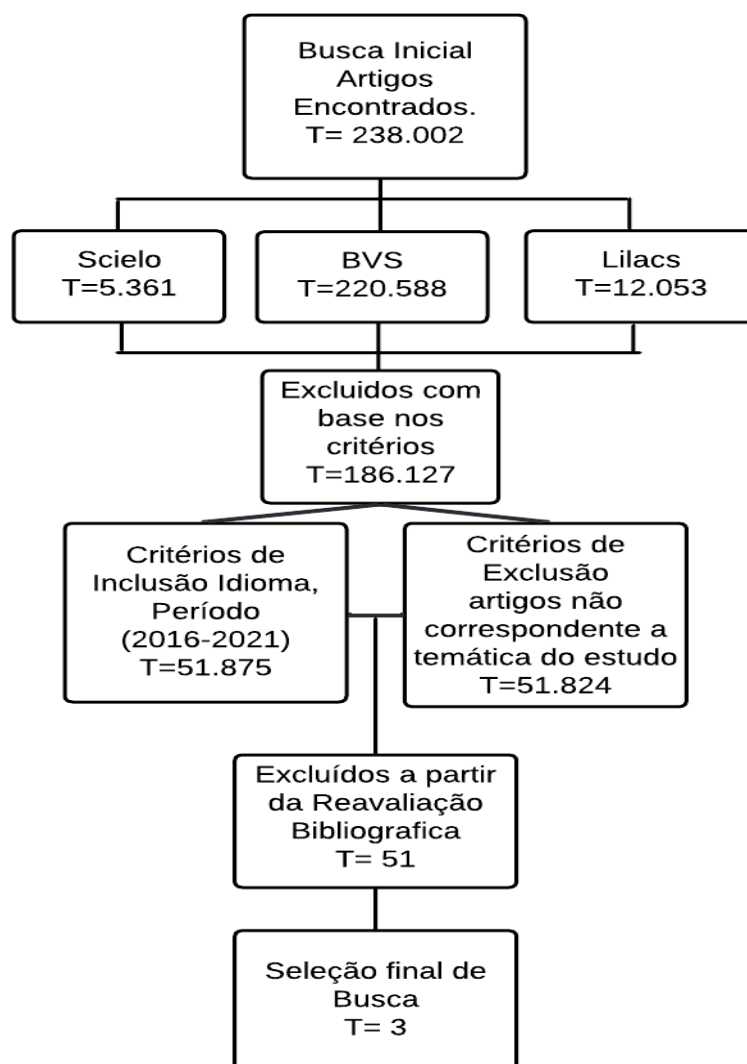 Busca Inicial
Artigos
Encontrados.
T= 238.002
Scielo
T=5.361
BVS
T=220.588
Lilacs
T=12.053
Excluidos com
base nos
critérios
T=186.127
Critérios de
Inclusão Idioma,
Período
(2016-2021)
T=51.875
Critérios de
Exclusão
artigos não
correspondente a
temática do estudo
T=51.824
Excluídos a partir
da Reavaliação
Bibliografica
T= 51
Seleção final de
Busca
T= 3